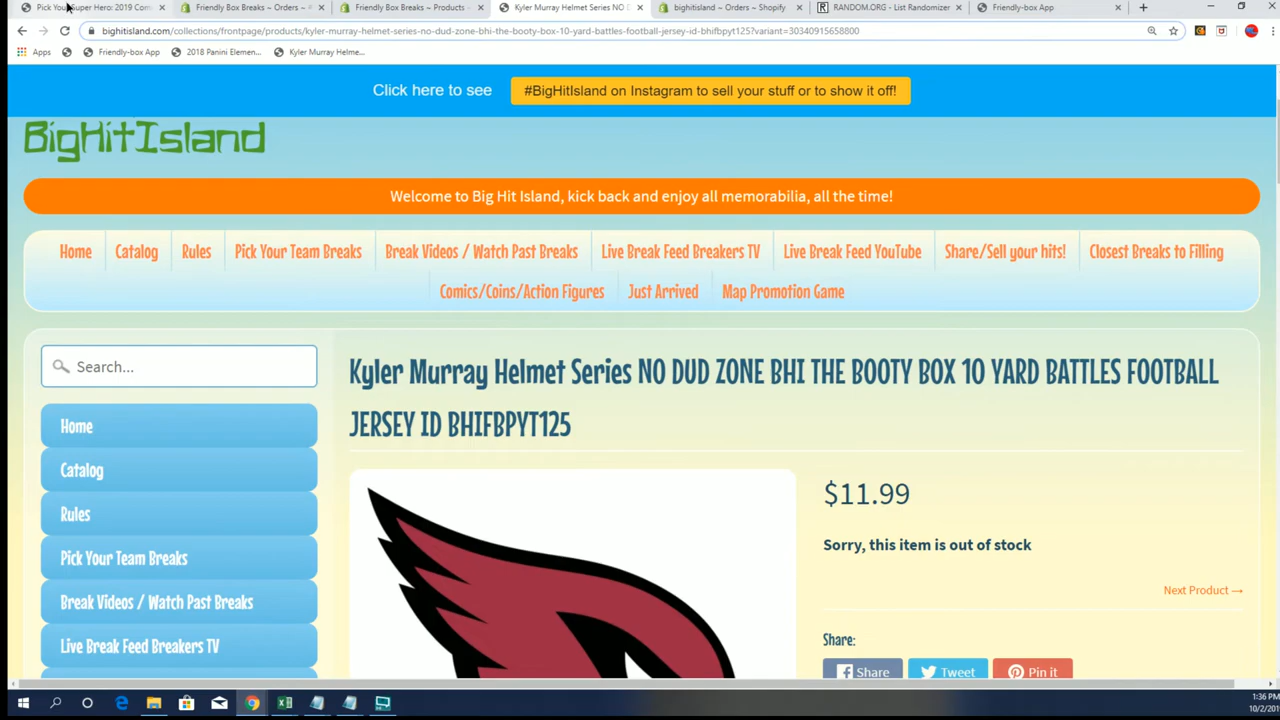 Pick Your Super Hero: 2019 Com
Friendly Box Breaks ~ Orders ~
Friendly Box Breaks ~ Products
Kyler Murray Helmet Series NO D
bighitisland ~ Orders ~ Shopify
RANDOM.ORG - List Randomizer
Friendly-box App
bighitisland.com/collections/frontpage/products/kyler-murray-helmet-series-no-dud-zone-bhi-the-booty-box-10-yard-battles-football-jersey-id-bhifbpyt125?variant=30340915658800
Apps
Friendly-box App
2018 Panini Elemen...
Kyler Murray Helme...
Click here to see
#BigHitIsland on Instagram to sell your stuff or to show it off!
BigHitIsland
Welcome to Big Hit Island, kick back and enjoy all memorabilia, all the time!
Home
Catalog
Rules
Pick Your Team Breaks
Break Videos / Watch Past Breaks
Live Break Feed Breakers TV
Live Break Feed YouTube
Share/Sell your hits!
Closest Breaks to Filling
Comics/Coins/Action Figures
Just Arrived
Map Promotion Game
Search...
Home
Catalog
Rules
Pick Your Team Breaks
Break Videos / Watch Past Breaks
Live Break Feed Breakers TV
Kyler Murray Helmet Series NO DUD ZONE BHI THE BOOTY BOX 10 YARD BATTLES FOOTBALL
JERSEY ID BHIFBPYT125
$11.99
Sorry, this item is out of stock
Next Product →
Share:
Share
Tweet
Pin it
1:36 PM
10/2/201